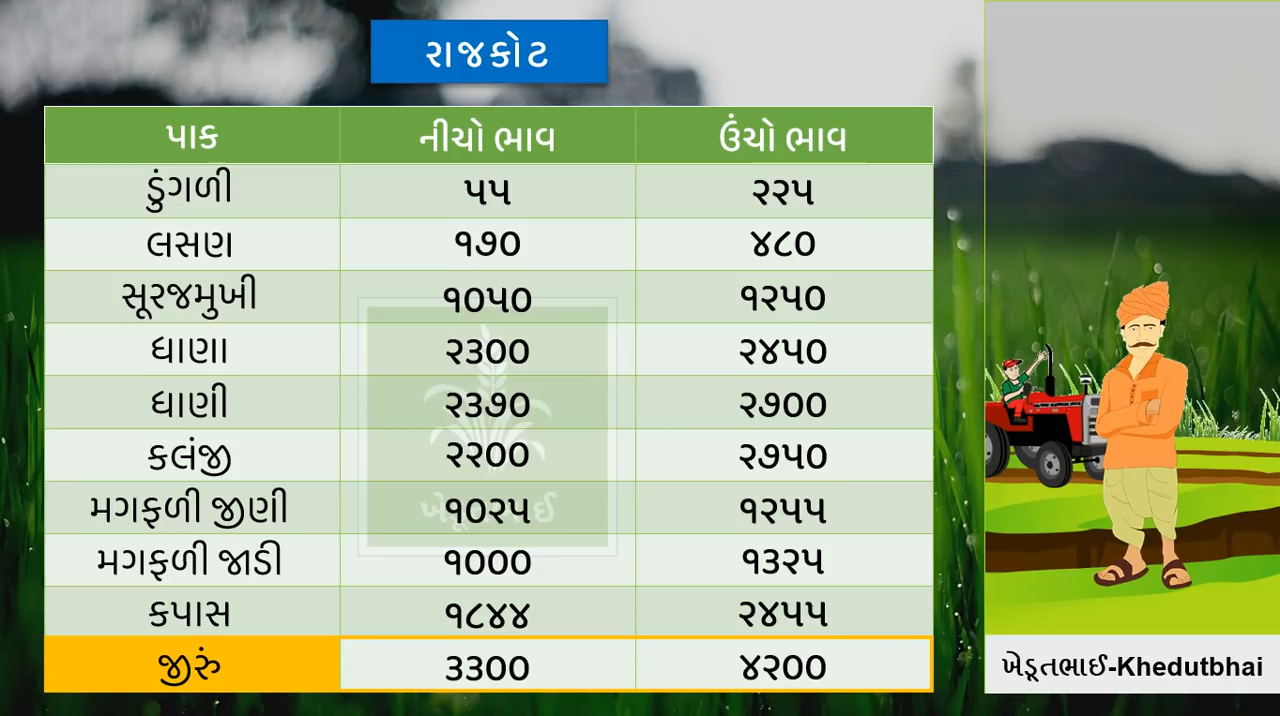 રાજકોટ
પાક નીચો ભાવ ઉંચો ભાવ
ડુંગળી ૫૫ ૨૨૫
લસણ ૧૭૦ ૪૮૦
સૂરજમુખી ૧૦૫૦ ૧૨૫૦
ધાણા ૨૩૦૦ ૨૪૫૦
ધાણી ૨૩૭૦ ૨૭૦૦
કલંજી ૨૨૦૦ ૨૭૫૦
મગફળી જીણી ૧૦૨૫ ૧૨૫૫
મગફળી જાડી ૧૦૦૦ ૧૩૨૫
કપાસ ૧૮૪૪ ૨૪૫૫
જીરું ૩૩૦૦ ૪૨૦૦
ખેડૂતભાઈ-Khedutbhai